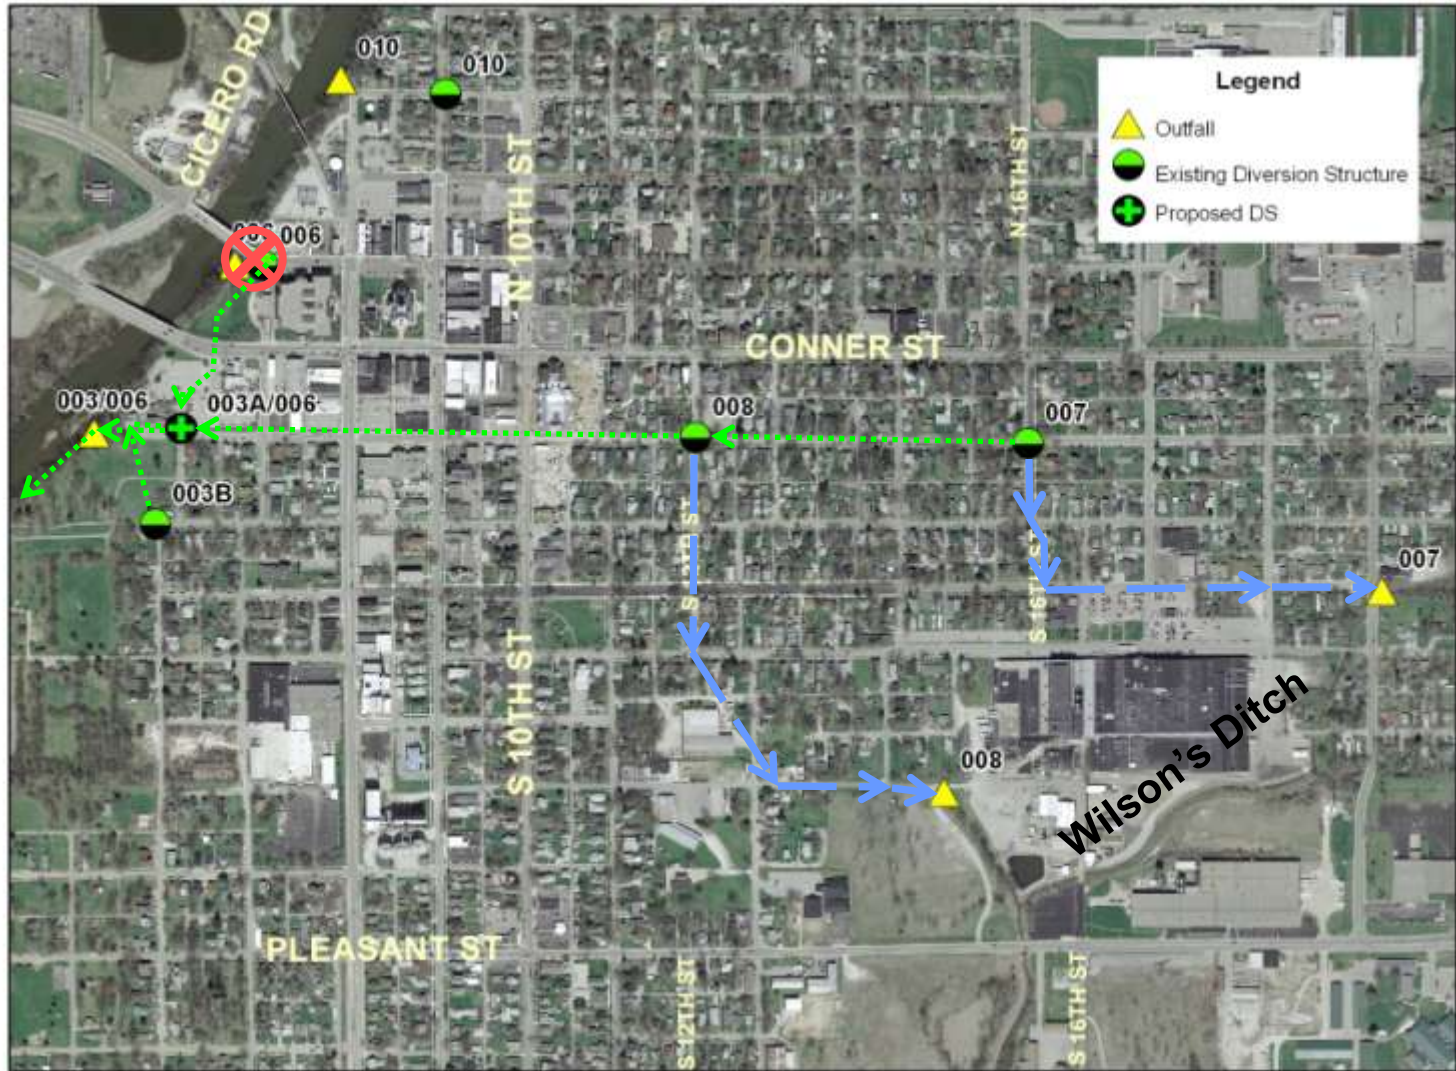 010
010
Legend
Outfall
Existing Diversion Structure
Proposed DS
CICERO RD
N 10TH ST
N 16TH ST
006
CONNER ST
003/006
003A/006
008
007
003B
S 16TH ST
007
S 10TH ST
008
Wilson's Ditch
PLEASANT ST
S 12TH ST
S 16TH ST